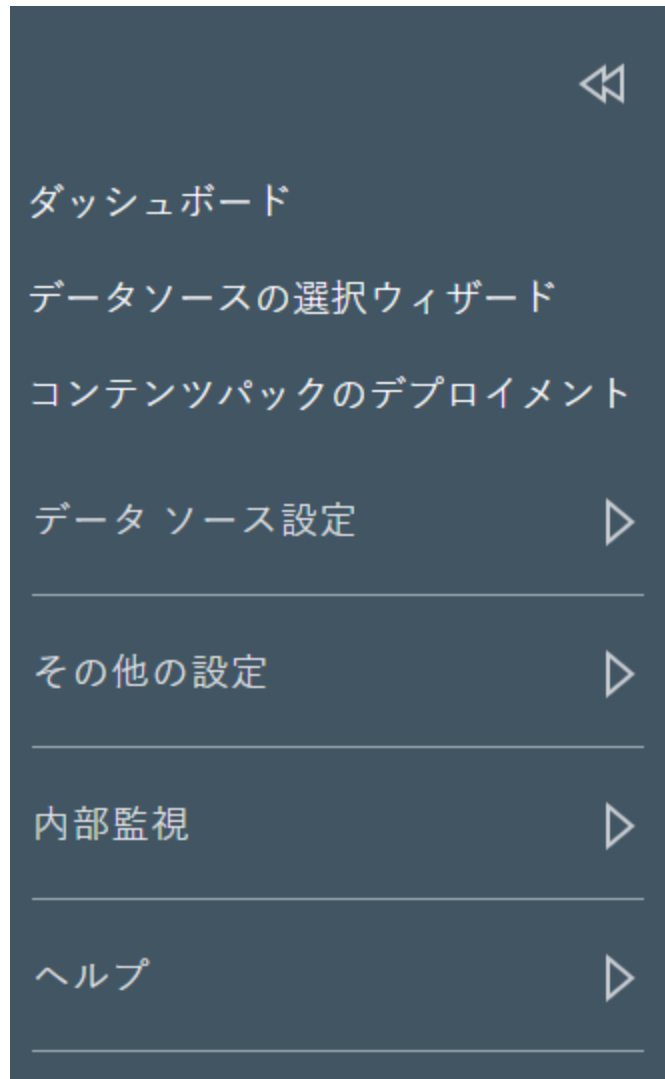 ダッシュボード
データソースの選択ウィザード
コンテンツパックのデプロイメント
データ ソース設定
その他の設定
内部監視
ヘルプ